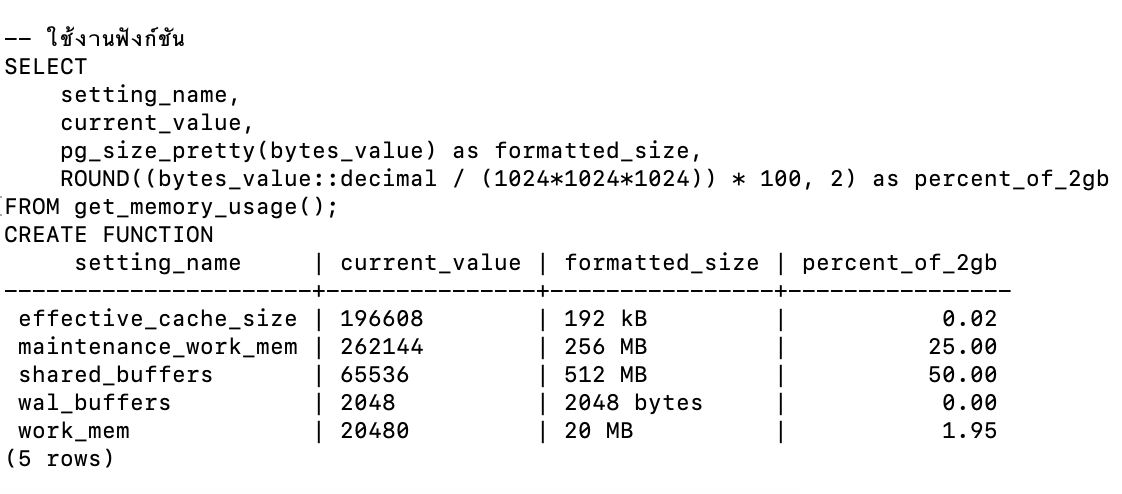 -- ใช้งานฟังก์ชัน
SELECT
    setting_name,
    current_value,
    pg_size_pretty(bytes_value) as formatted_size,
    ROUND((bytes_value::decimal / (1024*1024*1024)) * 100, 2) as percent_of_2gb
FROM get_memory_usage();
CREATE FUNCTION
     setting_name     | current_value | formatted_size | percent_of_2gb
----------------------+---------------+----------------+----------------
 effective_cache_size | 196608        | 192 kB         |           0.02
 maintenance_work_mem | 262144        | 256 MB         |          25.00
 shared_buffers       | 65536         | 512 MB         |          50.00
 wal_buffers          | 2048          | 2048 bytes     |           0.00
 work_mem             | 20480         | 20 MB          |           1.95
(5 rows)